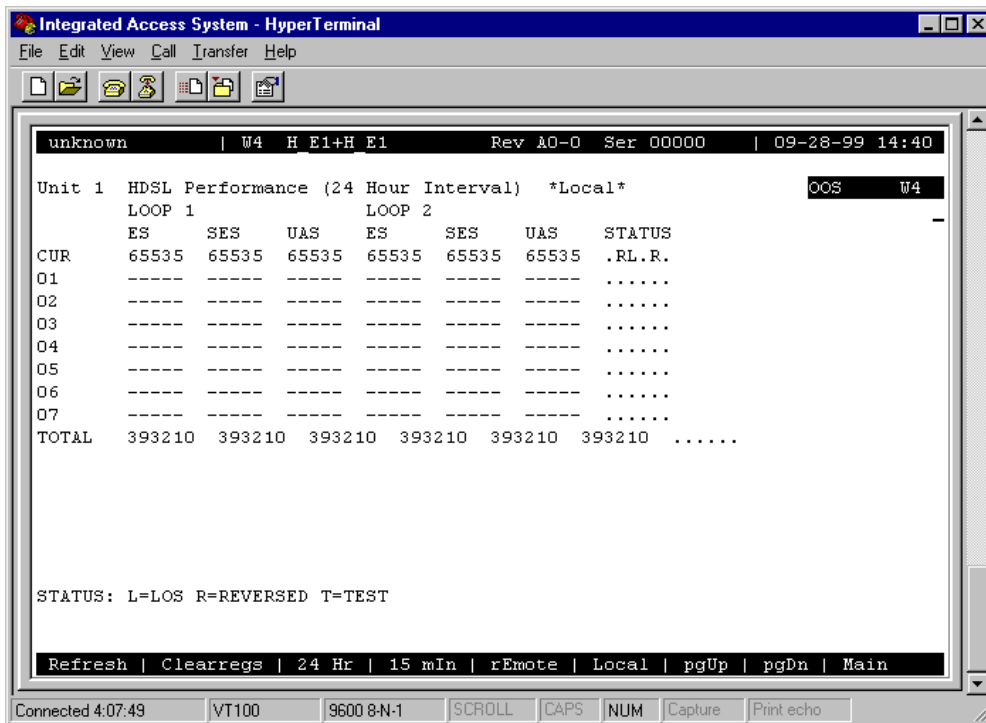 Integrated Access System - HyperTerminal
File Edit View Call Transfer Help
unknown | W4 H_E1+H_E1 Rev A0-0 Ser 00000 | 09-28-99 14:40
Unit 1 HDSL Performance (24 Hour Interval) *Local* OOS W4
LOOP 1 LOOP 2
ES SES UAS ES SES UAS STATUS
CUR 65535 65535 65535 65535 65535 65535 .RL.R.
01 ----- ----- ----- ----- ----- ----- ......
02 ----- ----- ----- ----- ----- ----- ......
03 ----- ----- ----- ----- ----- ----- ......
04 ----- ----- ----- ----- ----- ----- ......
05 ----- ----- ----- ----- ----- ----- ......
06 ----- ----- ----- ----- ----- ----- ......
07 ----- ----- ----- ----- ----- ----- ......
TOTAL 393210 393210 393210 393210 393210 393210 ......
STATUS: L=LOS R=REVERSED T=TEST
Refresh | Clearregs | 24 Hr | 15 mIn | rEmote | Local | pgUp | pgDn | Main
Connected 4:07:49 VT100 9600 8-N-1 SCROLL CAPS NUM Capture Print echo